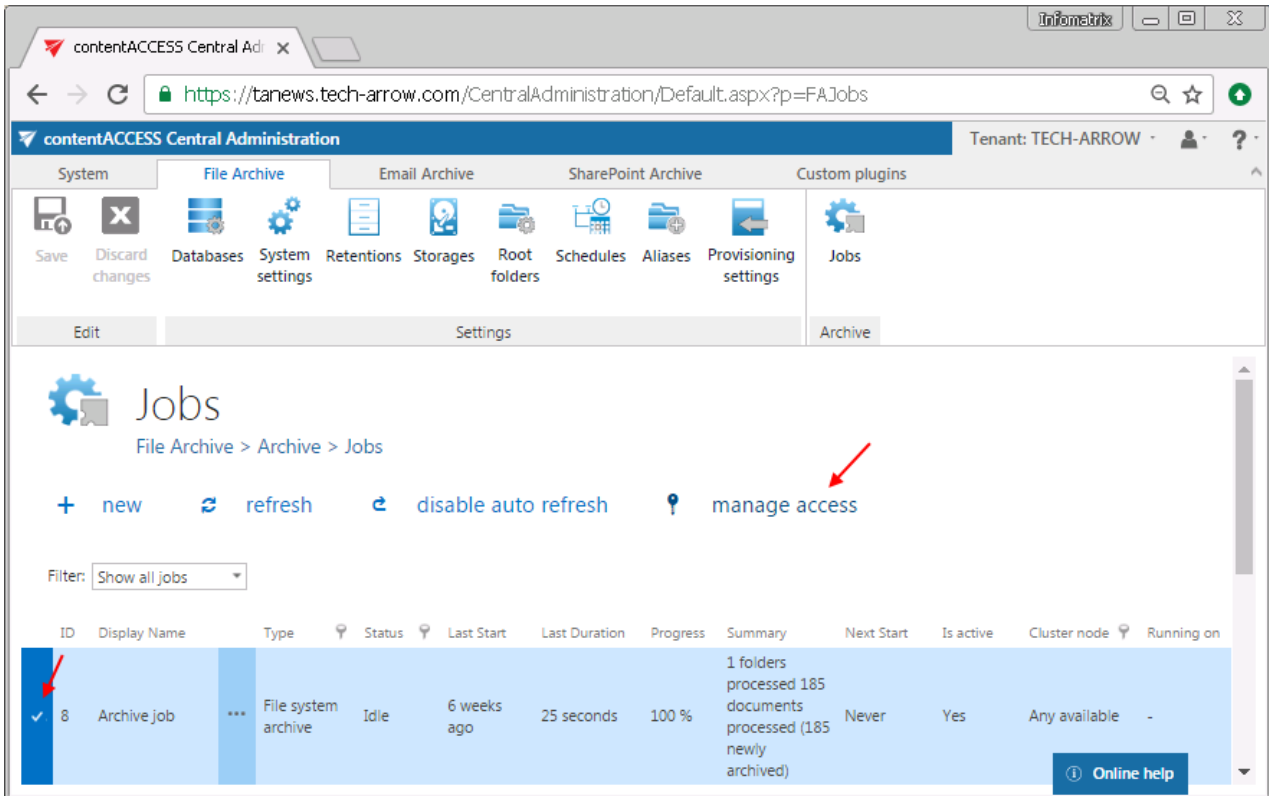 Infomatrix
contentACCESS Central Adr
https://tanews.tech-arrow.com/CentralAdministration/Default.aspx?p=FAJobs
contentACCESS Central Administration
Tenant: TECH-ARROW
?
System
File Archive
Email Archive
SharePoint Archive
Custom plugins
Save
Discard
changes
Databases
System
settings
Retentions
Storages
Root
folders
Schedules
Aliases
Provisioning
settings
Jobs
Edit
Settings
Archive
Jobs
File Archive > Archive > Jobs
+ new
refresh
disable auto refresh
manage access
Filter: Show all jobs
ID Display Name Type Status Last Start Last Duration Progress Summary Next Start Is active Cluster node Running on
8
Archive job
...
File system
archive
Idle
6 weeks
ago
25 seconds
100 %
1 folders
processed 185
documents
processed (185
newly
archived)
Never
Yes
Any available
-
Online help